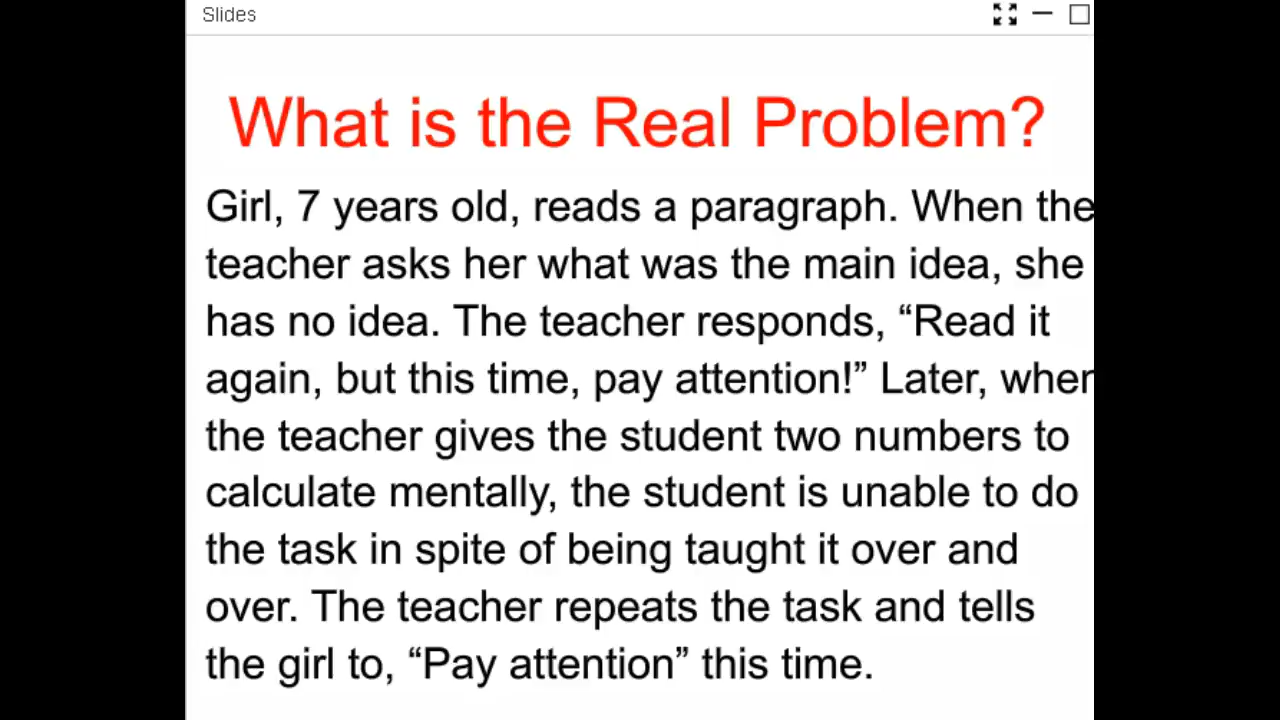 Slides
What is the Real Problem?
Girl, 7 years old, reads a paragraph. When the
teacher asks her what was the main idea, she
has no idea. The teacher responds, “Read it
again, but this time, pay attention!” Later, when
the teacher gives the student two numbers to
calculate mentally, the student is unable to do
the task in spite of being taught it over and
over. The teacher repeats the task and tells
the girl to, “Pay attention” this time.